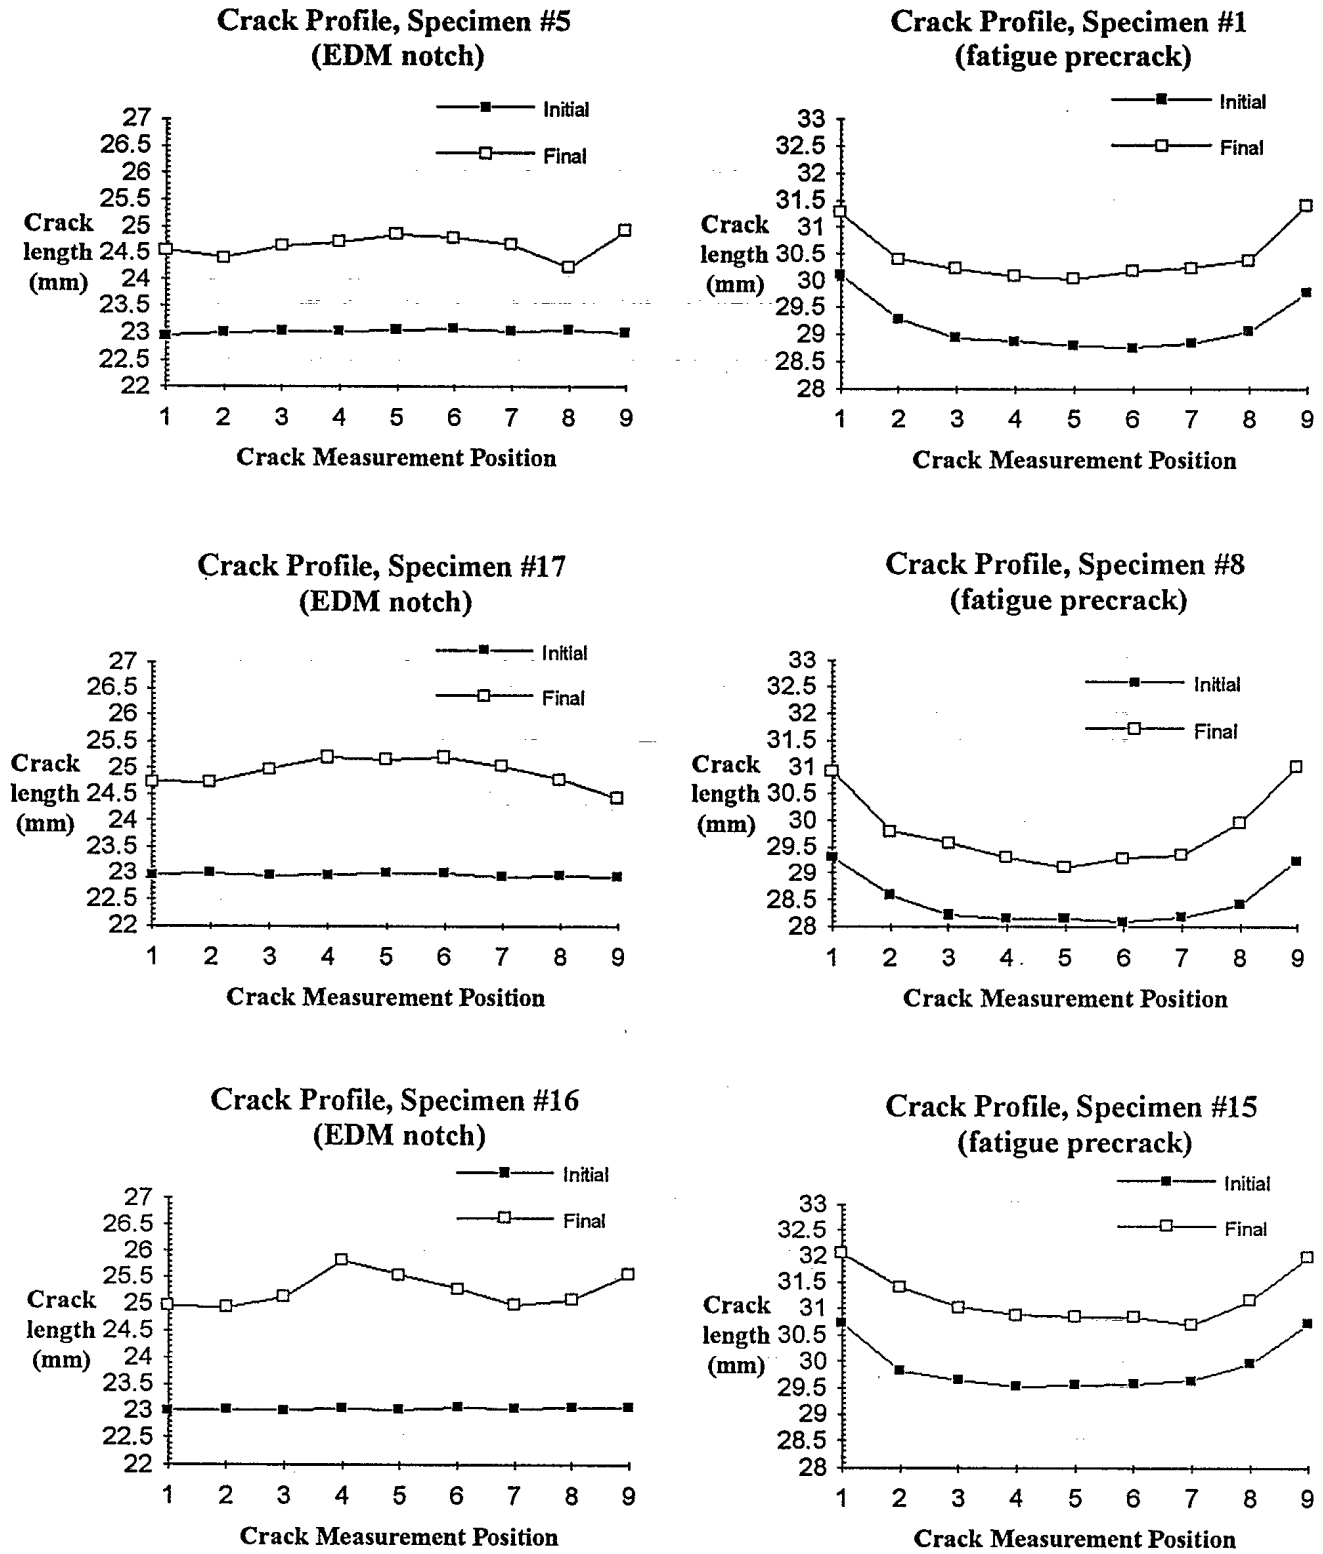 Crack Profile, Specimen #5
(EDM notch)
Initial
Final
27
26.5
26
25.5
25
24.5
24
23.5
23
22.5
22
Crack
length
(mm)
1 2 3 4 5 6 7 8 9
Crack Measurement Position
Crack Profile, Specimen #1
(fatigue precrack)
Initial
Final
33
32.5
32
31.5
31
30.5
30
29.5
29
28.5
28
Crack
length
(mm)
1 2 3 4 5 6 7 8 9
Crack Measurement Position
Crack Profile, Specimen #17
(EDM notch)
Initial
Final
27
26.5
26
25.5
25
24.5
24
23.5
23
22.5
22
Crack
length
(mm)
1 2 3 4 5 6 7 8 9
Crack Measurement Position
Crack Profile, Specimen #8
(fatigue precrack)
Initial
Final
33
32.5
32
31.5
31
30.5
30
29.5
29
28.5
28
Crack
length
(mm)
1 2 3 4 5 6 7 8 9
Crack Measurement Position
Crack Profile, Specimen #16
(EDM notch)
Initial
Final
27
26.5
26
25.5
25
24.5
24
23.5
23
22.5
22
Crack
length
(mm)
1 2 3 4 5 6 7 8 9
Crack Measurement Position
Crack Profile, Specimen #15
(fatigue precrack)
Initial
Final
33
32.5
32
31.5
31
30.5
30
29.5
29
28.5
28
Crack
length
(mm)
1 2 3 4 5 6 7 8 9
Crack Measurement Position